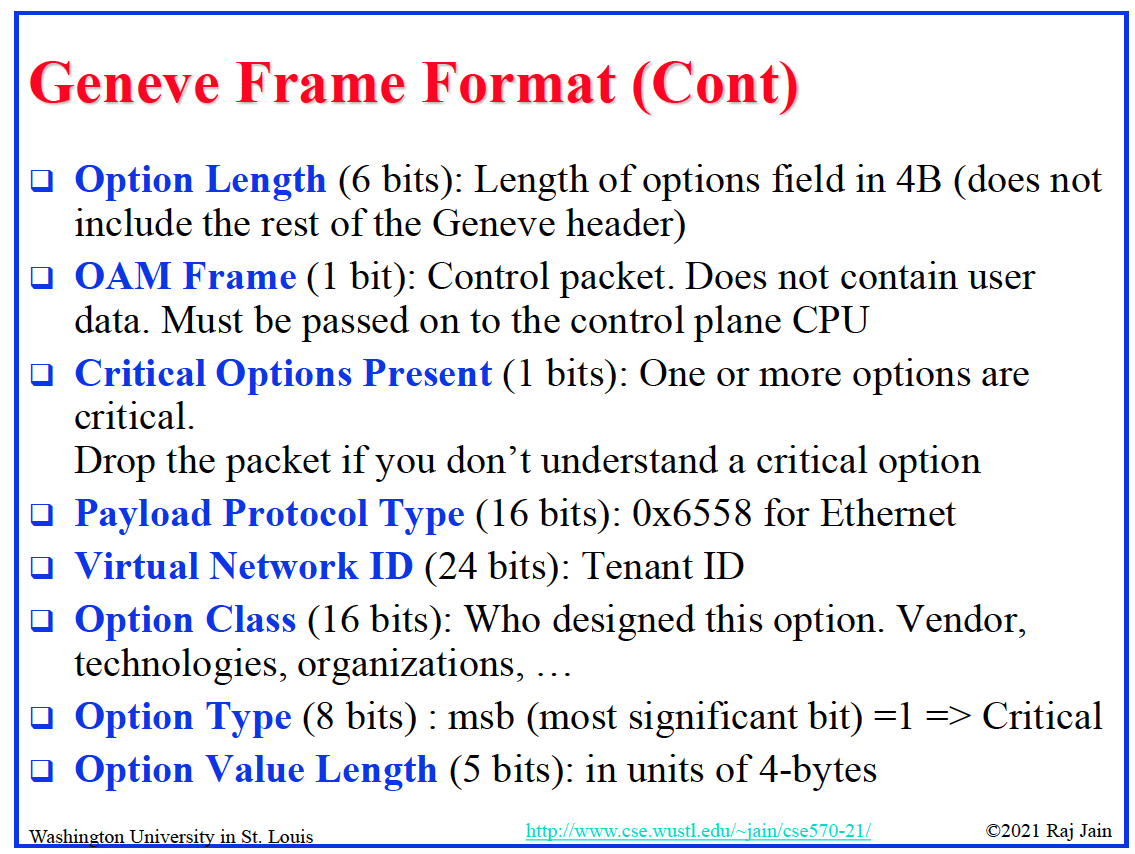 Geneve Frame Format (Cont)
❑ Option Length (6 bits): Length of options field in 4B (does not
include the rest of the Geneve header)
❑ OAM Frame (1 bit): Control packet. Does not contain user
data. Must be passed on to the control plane CPU
❑ Critical Options Present (1 bits): One or more options are
critical.
Drop the packet if you don’t understand a critical option
❑ Payload Protocol Type (16 bits): 0x6558 for Ethernet
❑ Virtual Network ID (24 bits): Tenant ID
❑ Option Class (16 bits): Who designed this option. Vendor,
technologies, organizations, …
❑ Option Type (8 bits) : msb (most significant bit) =1 => Critical
❑ Option Value Length (5 bits): in units of 4-bytes
Washington University in St. Louis
http://www.cse.wustl.edu/~jain/cse570-21/
©2021 Raj Jain